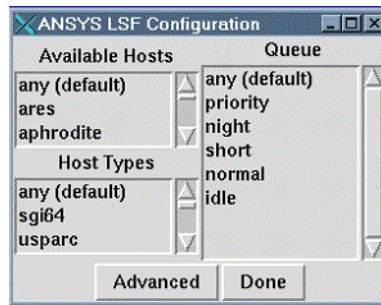 ANSYS LSF Configuration
Available Hosts
any (default)
ares
aphrodite
Host Types
any (default)
sgi64
usparc
Queue
any (default)
priority
night
short
normal
idle
Advanced
Done